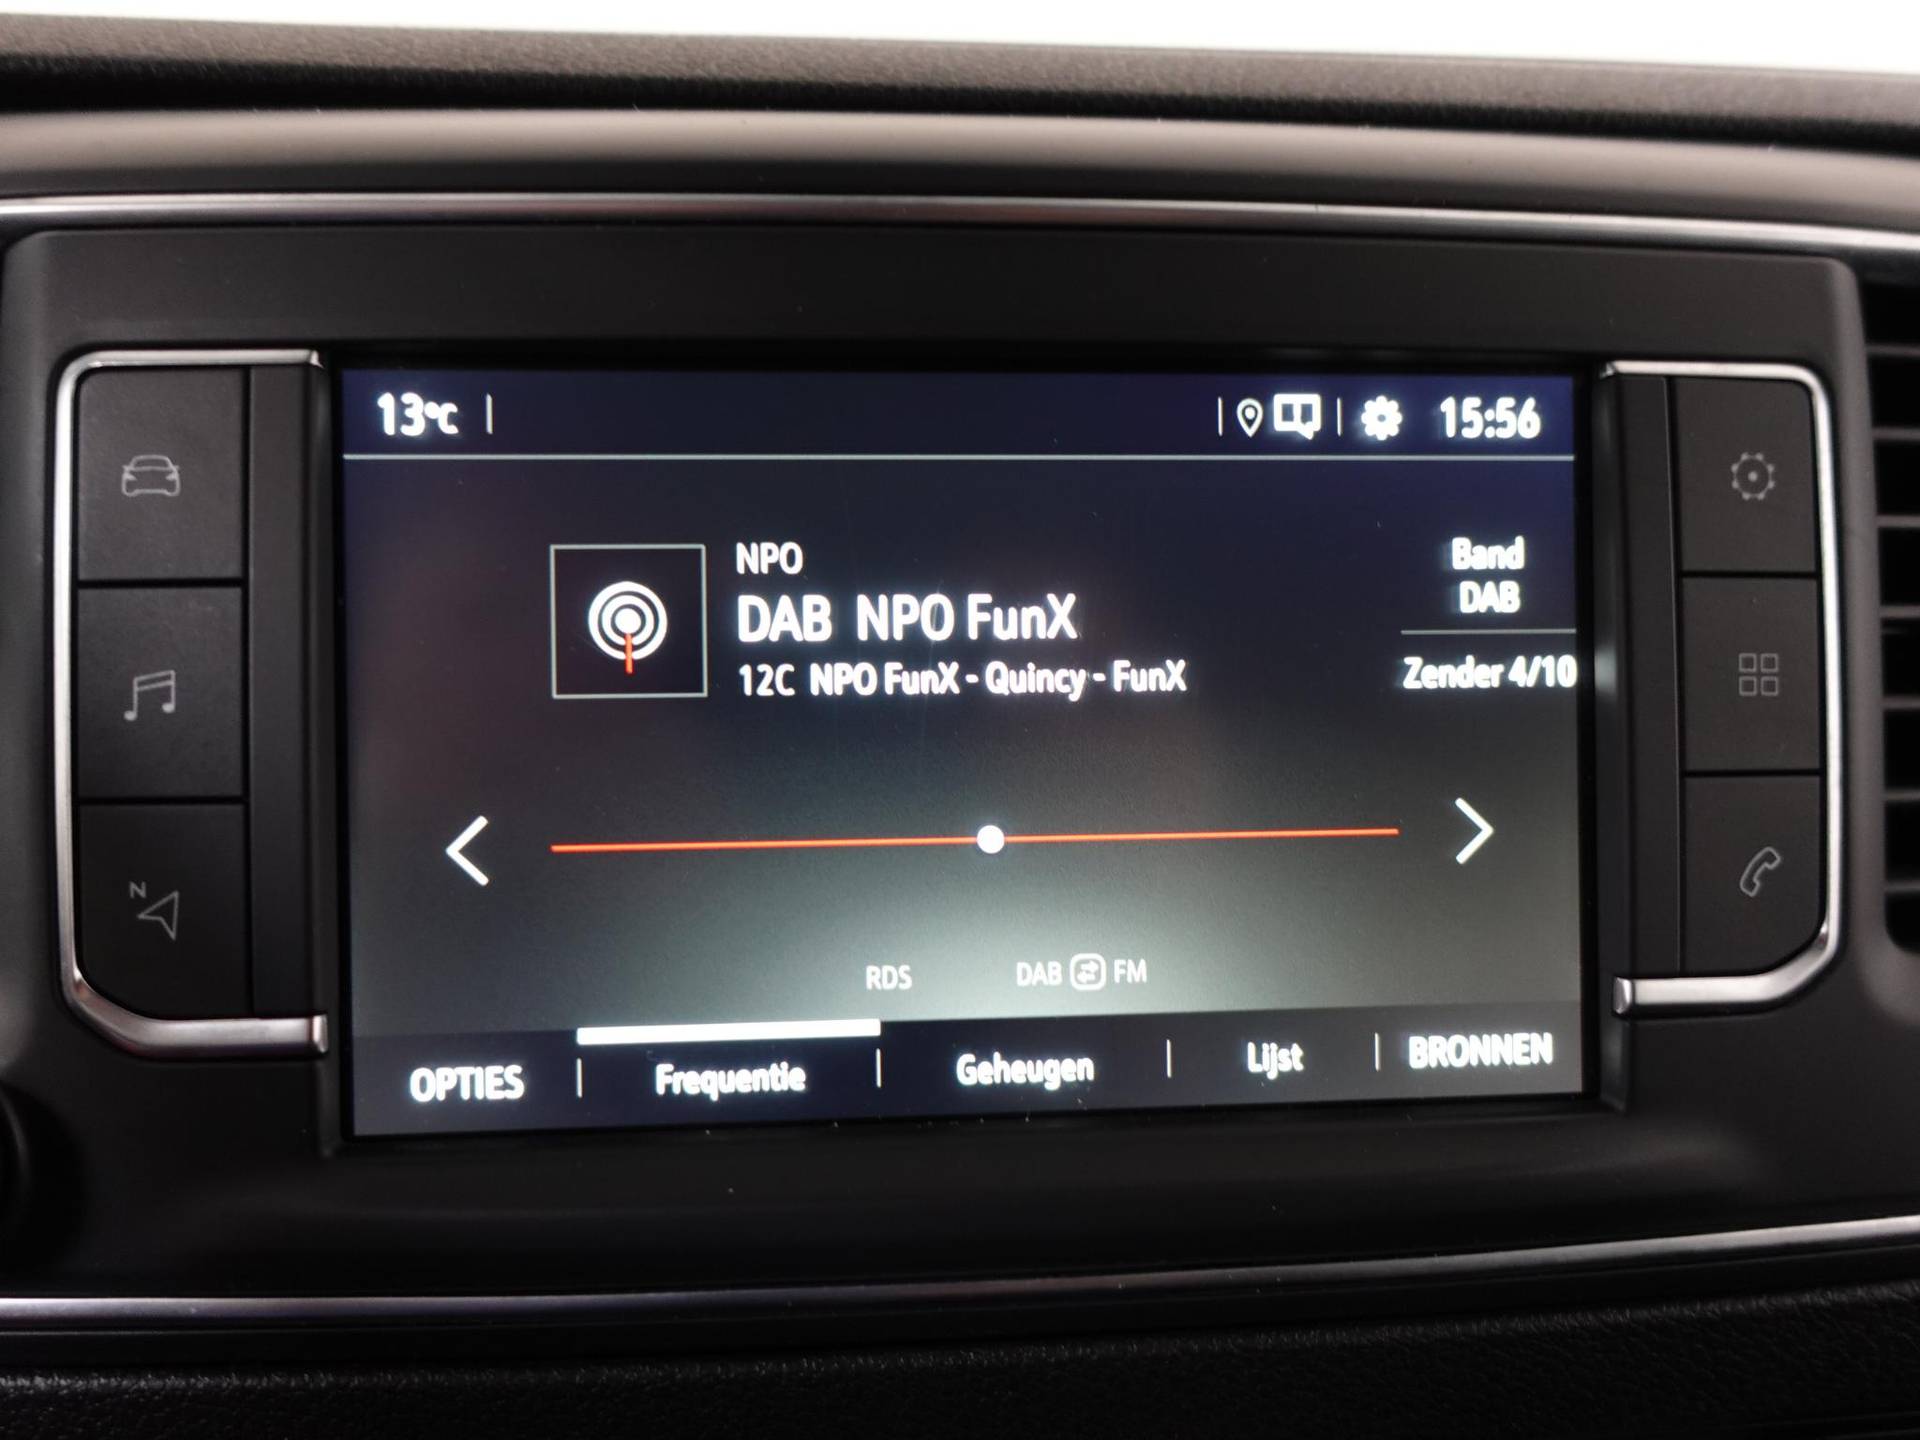 13°C
15:56
NPO
DAB NPO FunX
12C NPO FunX - Quincy - FunX
Band
DAB
Zender 4/10
N
RDS
DAB FM
OPTIES
Frequentie
Geheugen
Lijst
BRONNEN